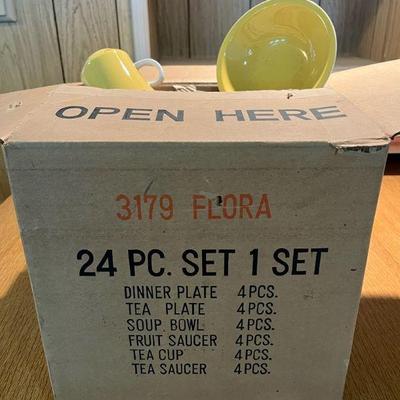 OPEN HERE
3179 FLORA
24 PC. SET 1 SET
DINNER PLATE 4 PCS.
TEA PLATE 4 PCS.
SOUP BOWL 4 PCS.
FRUIT SAUCER 4 PCS.
TEA CUP 4 PCS.
TEA SAUCER 4 PCS.